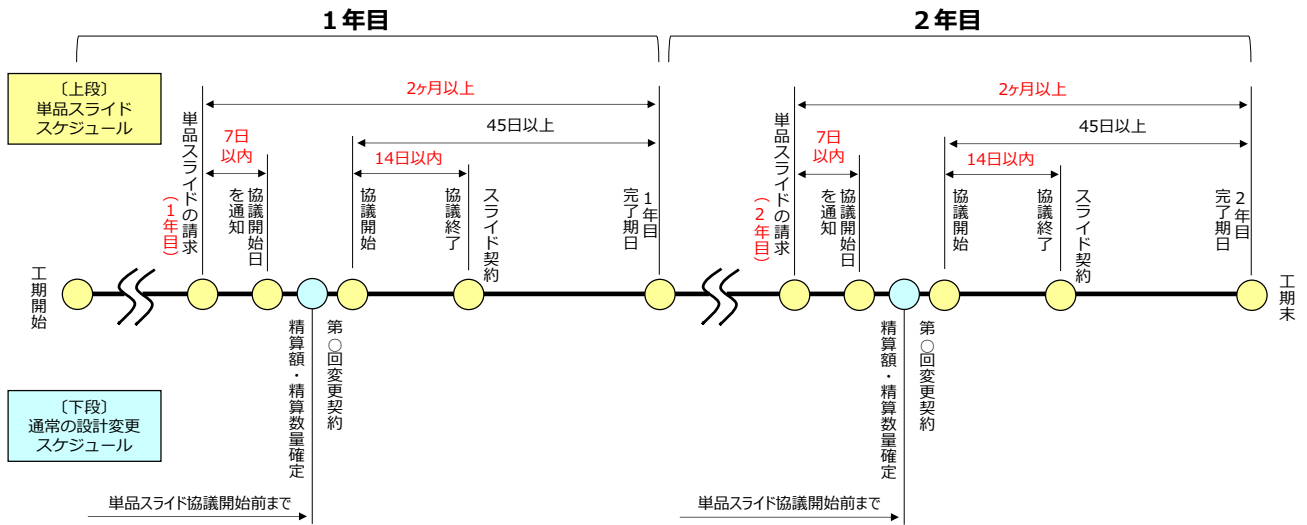 1年目
2年目
〔上段〕
単品スライド
スケジュール
2ヶ月以上
45日以上
7日
以内
14日以内
単品スライドの請求
(1年目)
協議開始日
を通知
協議開始
協議終了
スライド契約
1年目
完了期日
2ヶ月以上
45日以上
7日
以内
14日以内
単品スライドの請求
(2年目)
協議開始日
を通知
協議開始
協議終了
スライド契約
2年目
完了期日
工期開始
工期末
〔下段〕
通常の設計変更
スケジュール
第○回変更契約
精算額・精算数量確定
第○回変更契約
精算額・精算数量確定
単品スライド協議開始前まで
単品スライド協議開始前まで